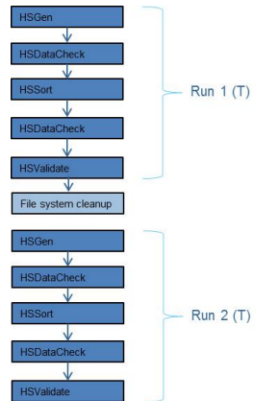 HSGen
HSDataCheck
HSSort
HSDataCheck
HSValidate
Run 1 (T)
File system cleanup
HSGen
HSDataCheck
HSSort
HSDataCheck
HSValidate
Run 2 (T)